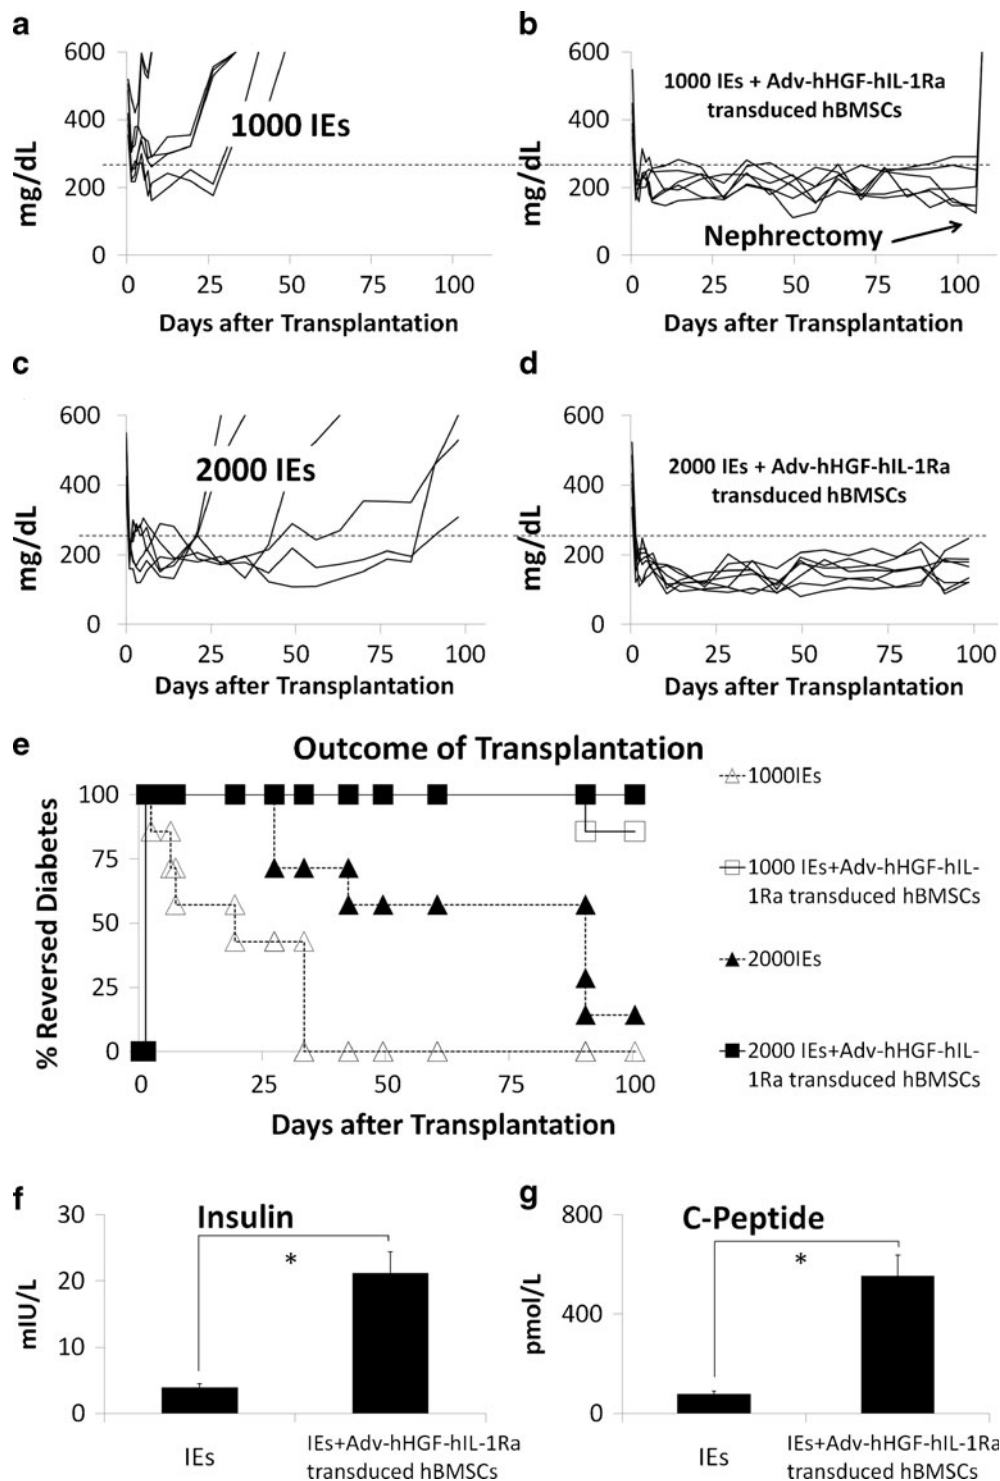 a
600
400
200
0
mg/dL
1000 IEs
0 25 50 75 100
Days after Transplantation
b
600
400
200
0
mg/dL
1000 IEs + Adv-hHGF-hIL-1Ra
transduced hBMSCs
Nephrectomy
0 25 50 75 100
Days after Transplantation
c
600
400
200
0
mg/dL
2000 IEs
0 25 50 75 100
Days after Transplantation
d
600
400
200
0
mg/dL
2000 IEs + Adv-hHGF-hIL-1Ra
transduced hBMSCs
0 25 50 75 100
Days after Transplantation
e
Outcome of Transplantation
% Reversed Diabetes
100
75
50
25
0
0 25 50 75 100
Days after Transplantation
1000IEs
1000 IEs+Adv-hHGF-hIL-
1Ra transduced hBMSCs
2000IEs
2000 IEs+Adv-hHGF-hIL-
1Ra transduced hBMSCs
f
Insulin
30
20
10
0
mIU/L
*
IEs
IEs+Adv-hHGF-hIL-1Ra
transduced hBMSCs
g
C-Peptide
800
400
0
pmol/L
*
IEs
IEs+Adv-hHGF-hIL-1Ra
transduced hBMSCs